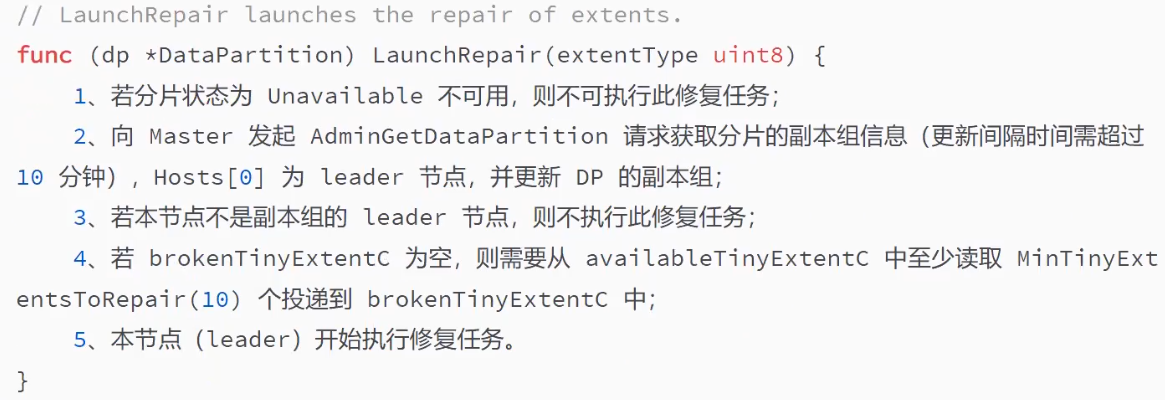 // LaunchRepair launches the repair of extents.
func (dp *DataPartition) LaunchRepair(extentType uint8) {
1、若分片状态为 Unavailable 不可用，则不可执行此修复任务；
2、向 Master 发起 AdminGetDataPartition 请求获取分片的副本组信息（更新间隔时间需超过
10 分钟），Hosts[0] 为 leader 节点，并更新 DP 的副本组；
3、若本节点不是副本组的 leader 节点，则不执行此修复任务；
4、若 brokenTinyExtentC 为空，则需要从 availableTinyExtentC 中至少读取 MinTinyExt
entsToRepair(10) 个投递到 brokenTinyExtentC 中；
5、本节点（leader）开始执行修复任务。
}